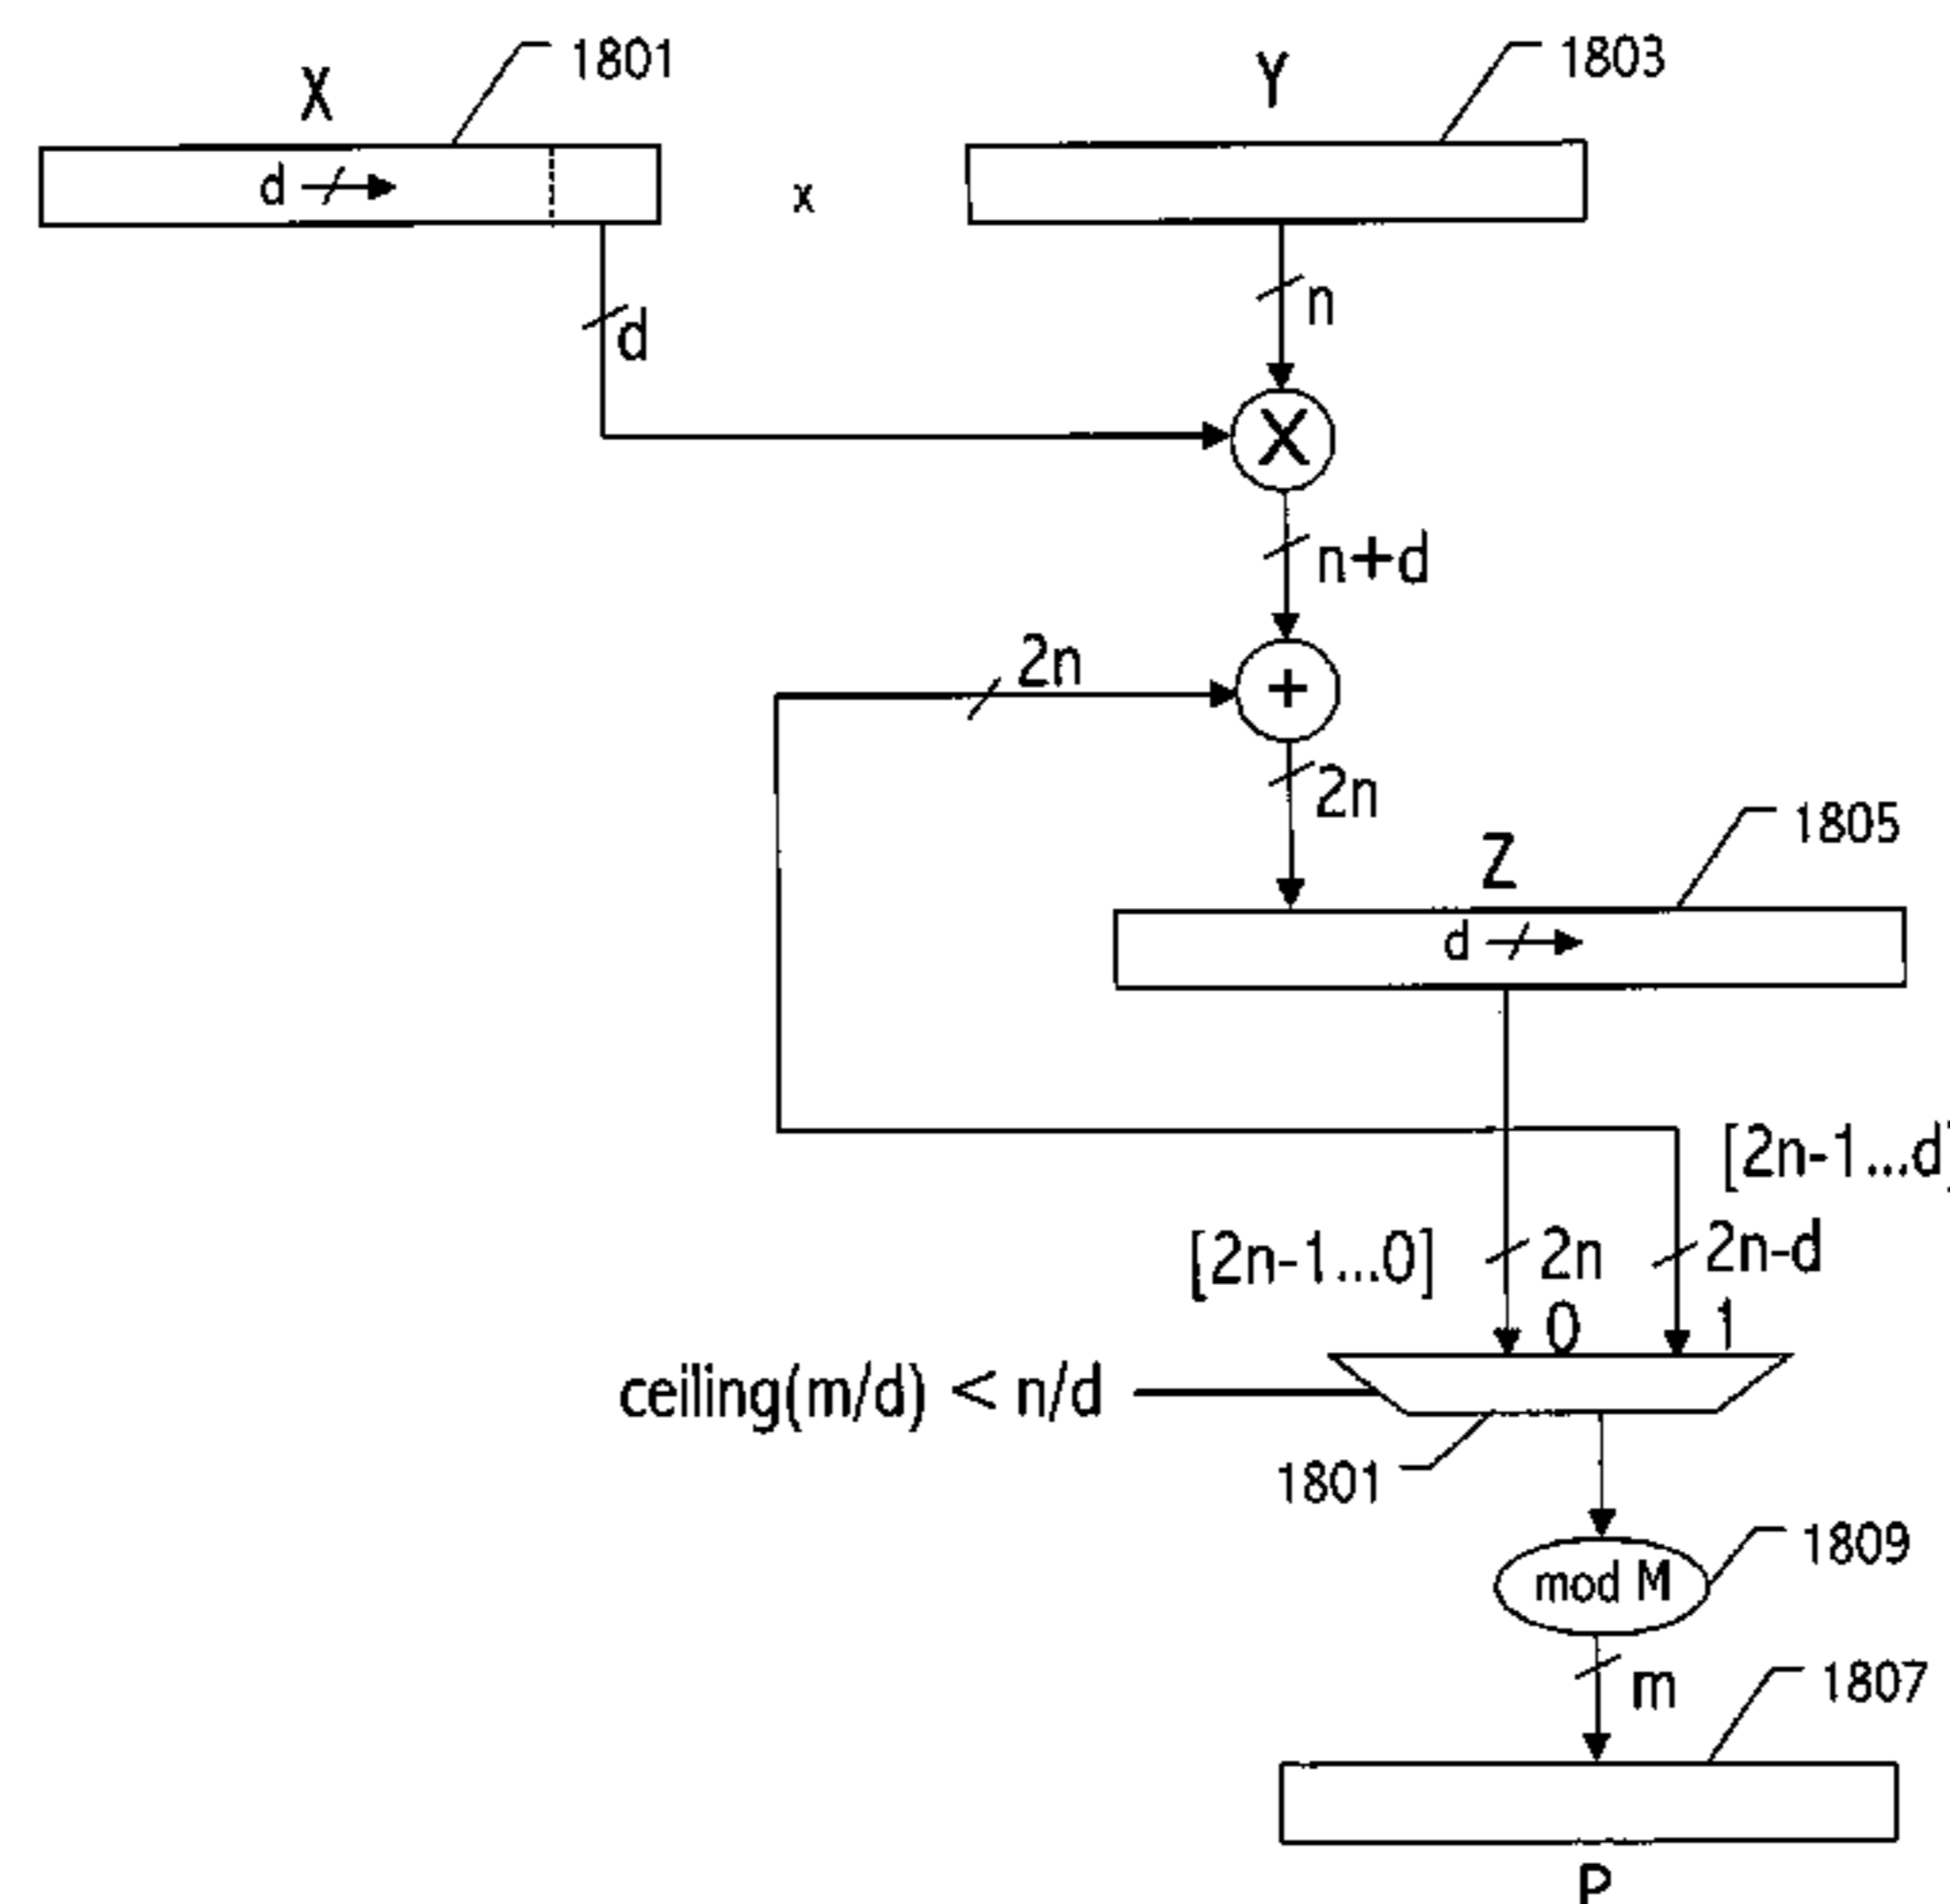 X
1801
Y
1803
d
x
n
d
X
n+d
2n
+
2n
Z
1805
d
[2n-1...d]
[2n-1...0]
2n
2n-d
0
1
ceiling(m/d) < n/d
1801
mod M
1809
m
1807
P